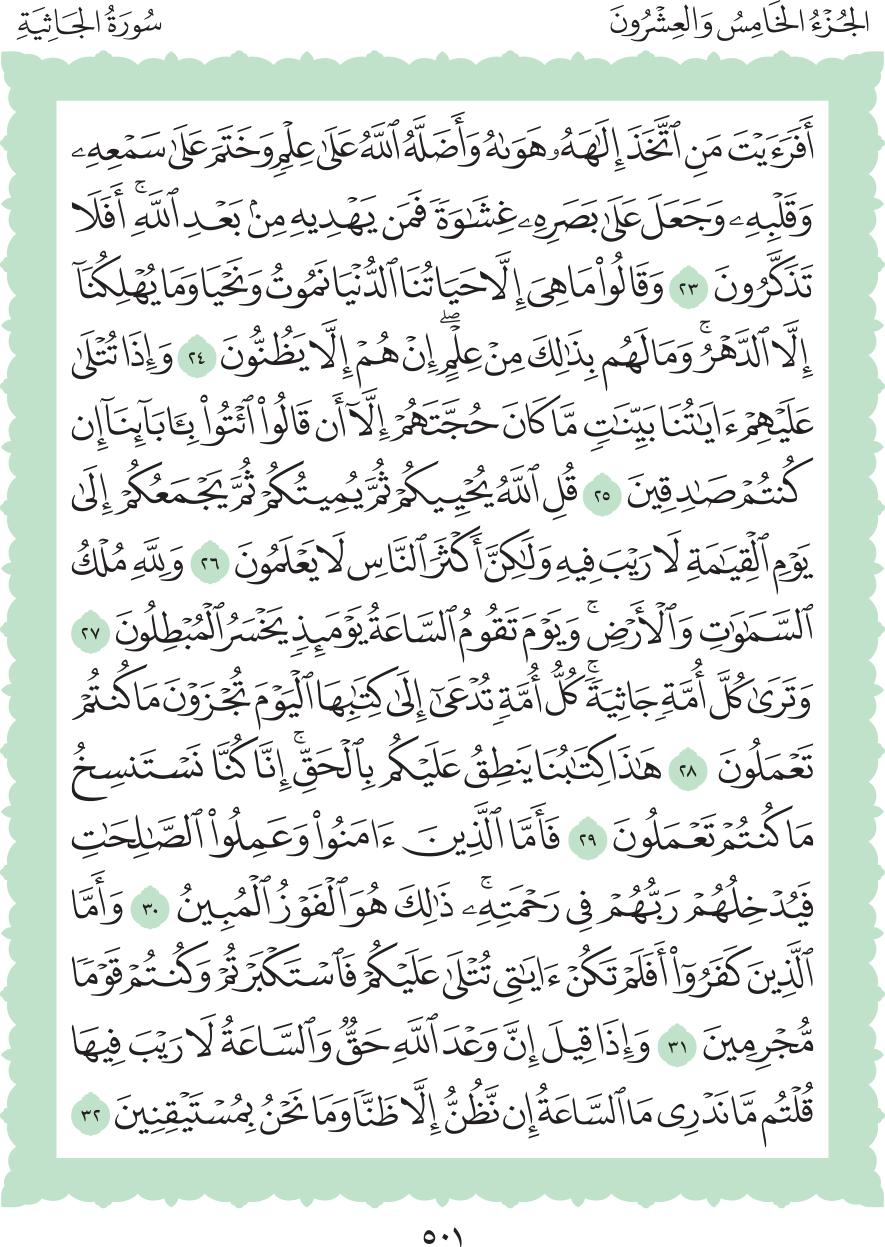 الجُزْءُ الخَامِسُ وَالعِشْرُونَ
سُورَةُ الجَاثِيَةِ
أَفَرَءَيْتَ مَنِ ٱتَّخَذَ إِلَٰهَهُۥ هَوَىٰهُ وَأَضَلَّهُ ٱللَّهُ عَلَىٰ عِلْمٍ وَخَتَمَ عَلَىٰ سَمْعِهِۦ
وَقَلْبِهِۦ وَجَعَلَ عَلَىٰ بَصَرِهِۦ غِشَٰوَةً فَمَن يَهْدِيهِ مِنۢ بَعْدِ ٱللَّهِۚ أَفَلَا
تَذَكَّرُونَ ٢٣ وَقَالُوا۟ مَا هِىَ إِلَّا حَيَاتُنَا ٱلدُّنْيَا نَمُوتُ وَنَحْيَا وَمَا يُهْلِكُنَآ
إِلَّا ٱلدَّهْرُۚ وَمَا لَهُم بِذَٰلِكَ مِنْ عِلْمٍۖ إِنْ هُمْ إِلَّا يَظُنُّونَ ٢٤ وَإِذَا تُتْلَىٰ
عَلَيْهِمْ ءَايَٰتُنَا بَيِّنَٰتٍ مَّا كَانَ حُجَّتَهُمْ إِلَّآ أَن قَالُوا۟ ٱئْتُوا۟ بِـَٔابَآئِنَآ إِن
كُنتُمْ صَٰدِقِينَ ٢٥ قُلِ ٱللَّهُ يُحْيِيكُمْ ثُمَّ يُمِيتُكُمْ ثُمَّ يَجْمَعُكُمْ إِلَىٰ
يَوْمِ ٱلْقِيَٰمَةِ لَا رَيْبَ فِيهِ وَلَٰكِنَّ أَكْثَرَ ٱلنَّاسِ لَا يَعْلَمُونَ ٢٦ وَلِلَّهِ مُلْكُ
ٱلسَّمَٰوَٰتِ وَٱلْأَرْضِۚ وَيَوْمَ تَقُومُ ٱلسَّاعَةُ يَوْمَئِذٍ يَخْسَرُ ٱلْمُبْطِلُونَ ٢٧
وَتَرَىٰ كُلَّ أُمَّةٍ جَاثِيَةًۚ كُلُّ أُمَّةٍ تُدْعَىٰٓ إِلَىٰ كِتَٰبِهَا ٱلْيَوْمَ تُجْزَوْنَ مَا كُنتُمْ
تَعْمَلُونَ ٢٨ هَٰذَا كِتَٰبُنَا يَنطِقُ عَلَيْكُم بِٱلْحَقِّۚ إِنَّا كُنَّا نَسْتَنسِخُ
مَا كُنتُمْ تَعْمَلُونَ ٢٩ فَأَمَّا ٱلَّذِينَ ءَامَنُوا۟ وَعَمِلُوا۟ ٱلصَّٰلِحَٰتِ
فَيُدْخِلُهُمْ رَبُّهُمْ فِى رَحْمَتِهِۦۚ ذَٰلِكَ هُوَ ٱلْفَوْزُ ٱلْمُبِينُ ٣٠ وَأَمَّا
ٱلَّذِينَ كَفَرُوٓا۟ أَفَلَمْ تَكُنْ ءَايَٰتِى تُتْلَىٰ عَلَيْكُمْ فَٱسْتَكْبَرْتُمْ وَكُنتُمْ قَوْمًا
مُّجْرِمِينَ ٣١ وَإِذَا قِيلَ إِنَّ وَعْدَ ٱللَّهِ حَقٌّ وَٱلسَّاعَةُ لَا رَيْبَ فِيهَا
قُلْتُم مَّا نَدْرِى مَا ٱلسَّاعَةُ إِن نَّظُنُّ إِلَّا ظَنًّا وَمَا نَحْنُ بِمُسْتَيْقِنِينَ ٣٢
٥٠١